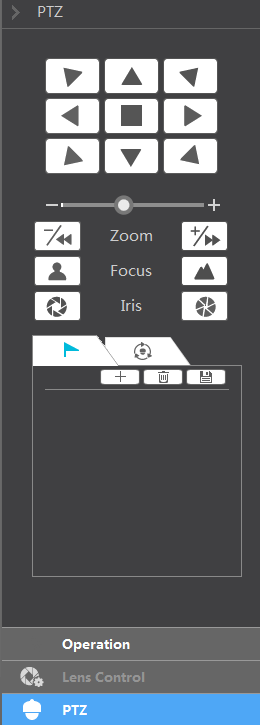 PTZ
Zoom
Focus
Iris
Operation
Lens Control
PTZ